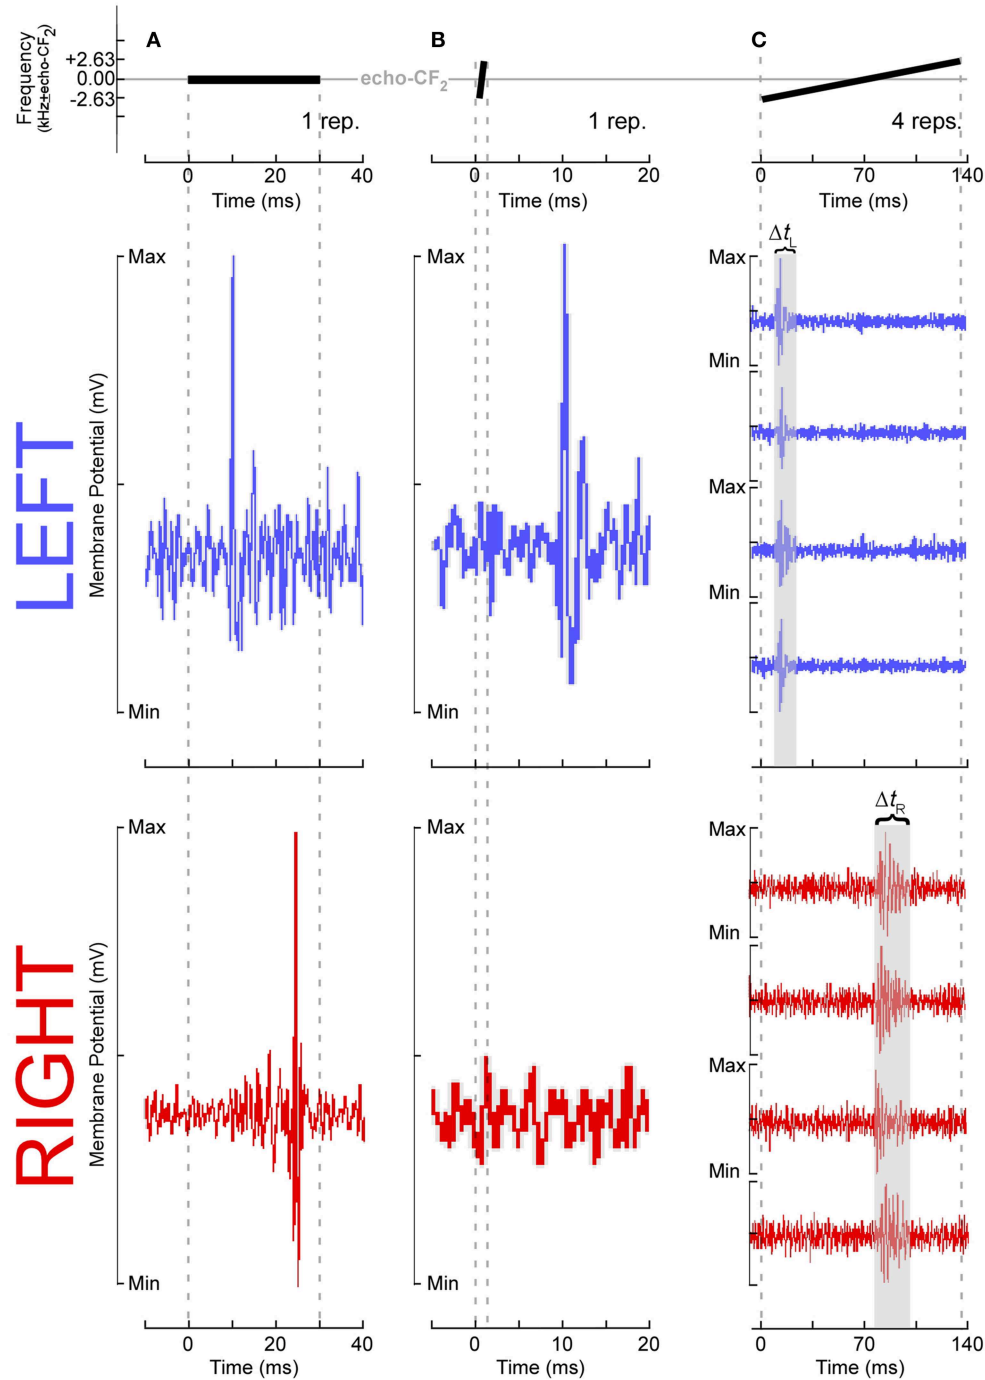 A
B
C
Frequency
(kHz±echo-CF2)
+2.63
0.00
-2.63
echo-CF2
1 rep.
1 rep.
4 reps.
0 20 40
Time (ms)
0 10 20
Time (ms)
0 70 140
Time (ms)
LEFT
Membrane Potential (mV)
Max
Min
Max
Min
ΔtL
Max
Min
Max
Min
RIGHT
Membrane Potential (mV)
Max
Min
Max
Min
ΔtR
Max
Min
Max
Min
0 20 40
Time (ms)
0 10 20
Time (ms)
0 70 140
Time (ms)